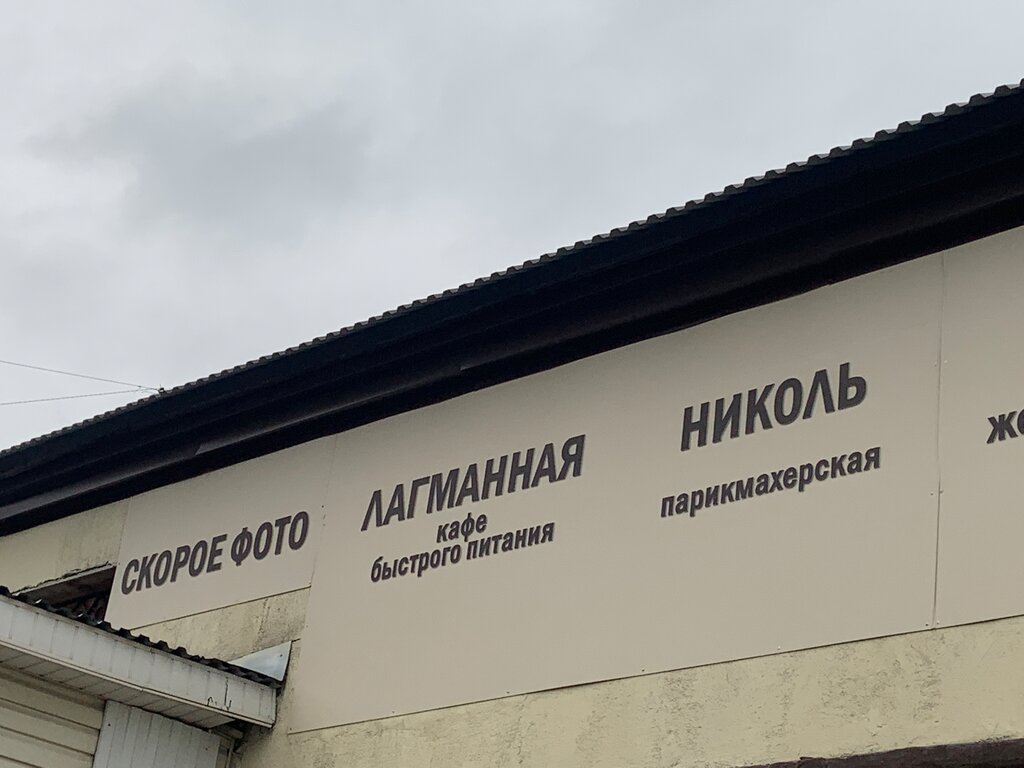 СКОРОЕ ФОТО
ЛАГМАННАЯ
кафе
быстрого питания
НИКОЛЬ
парикмахерская